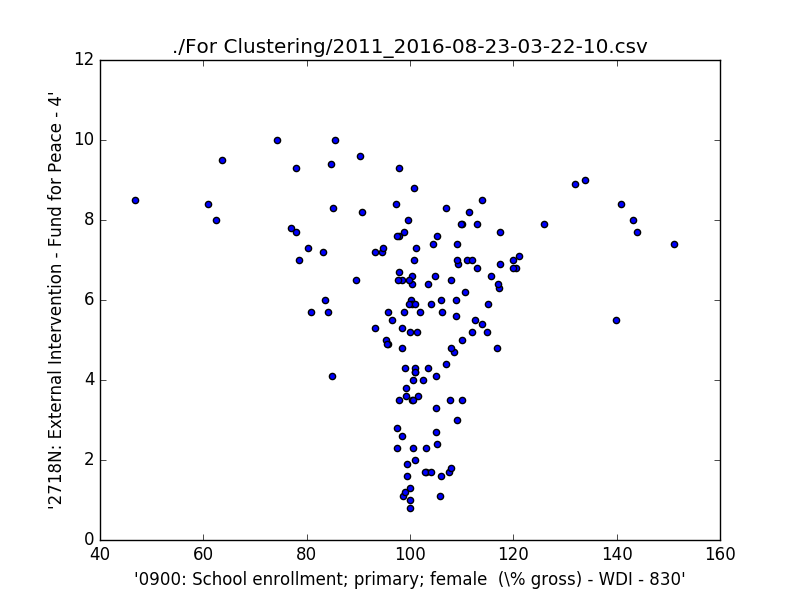 ./For Clustering/2011_2016-08-23-03-22-10.csv
12
10
8
6
4
2
0
'2718N: External Intervention - Fund for Peace - 4'
40 60 80 100 120 140 160
'0900: School enrollment; primary; female  (\% gross) - WDI - 830'